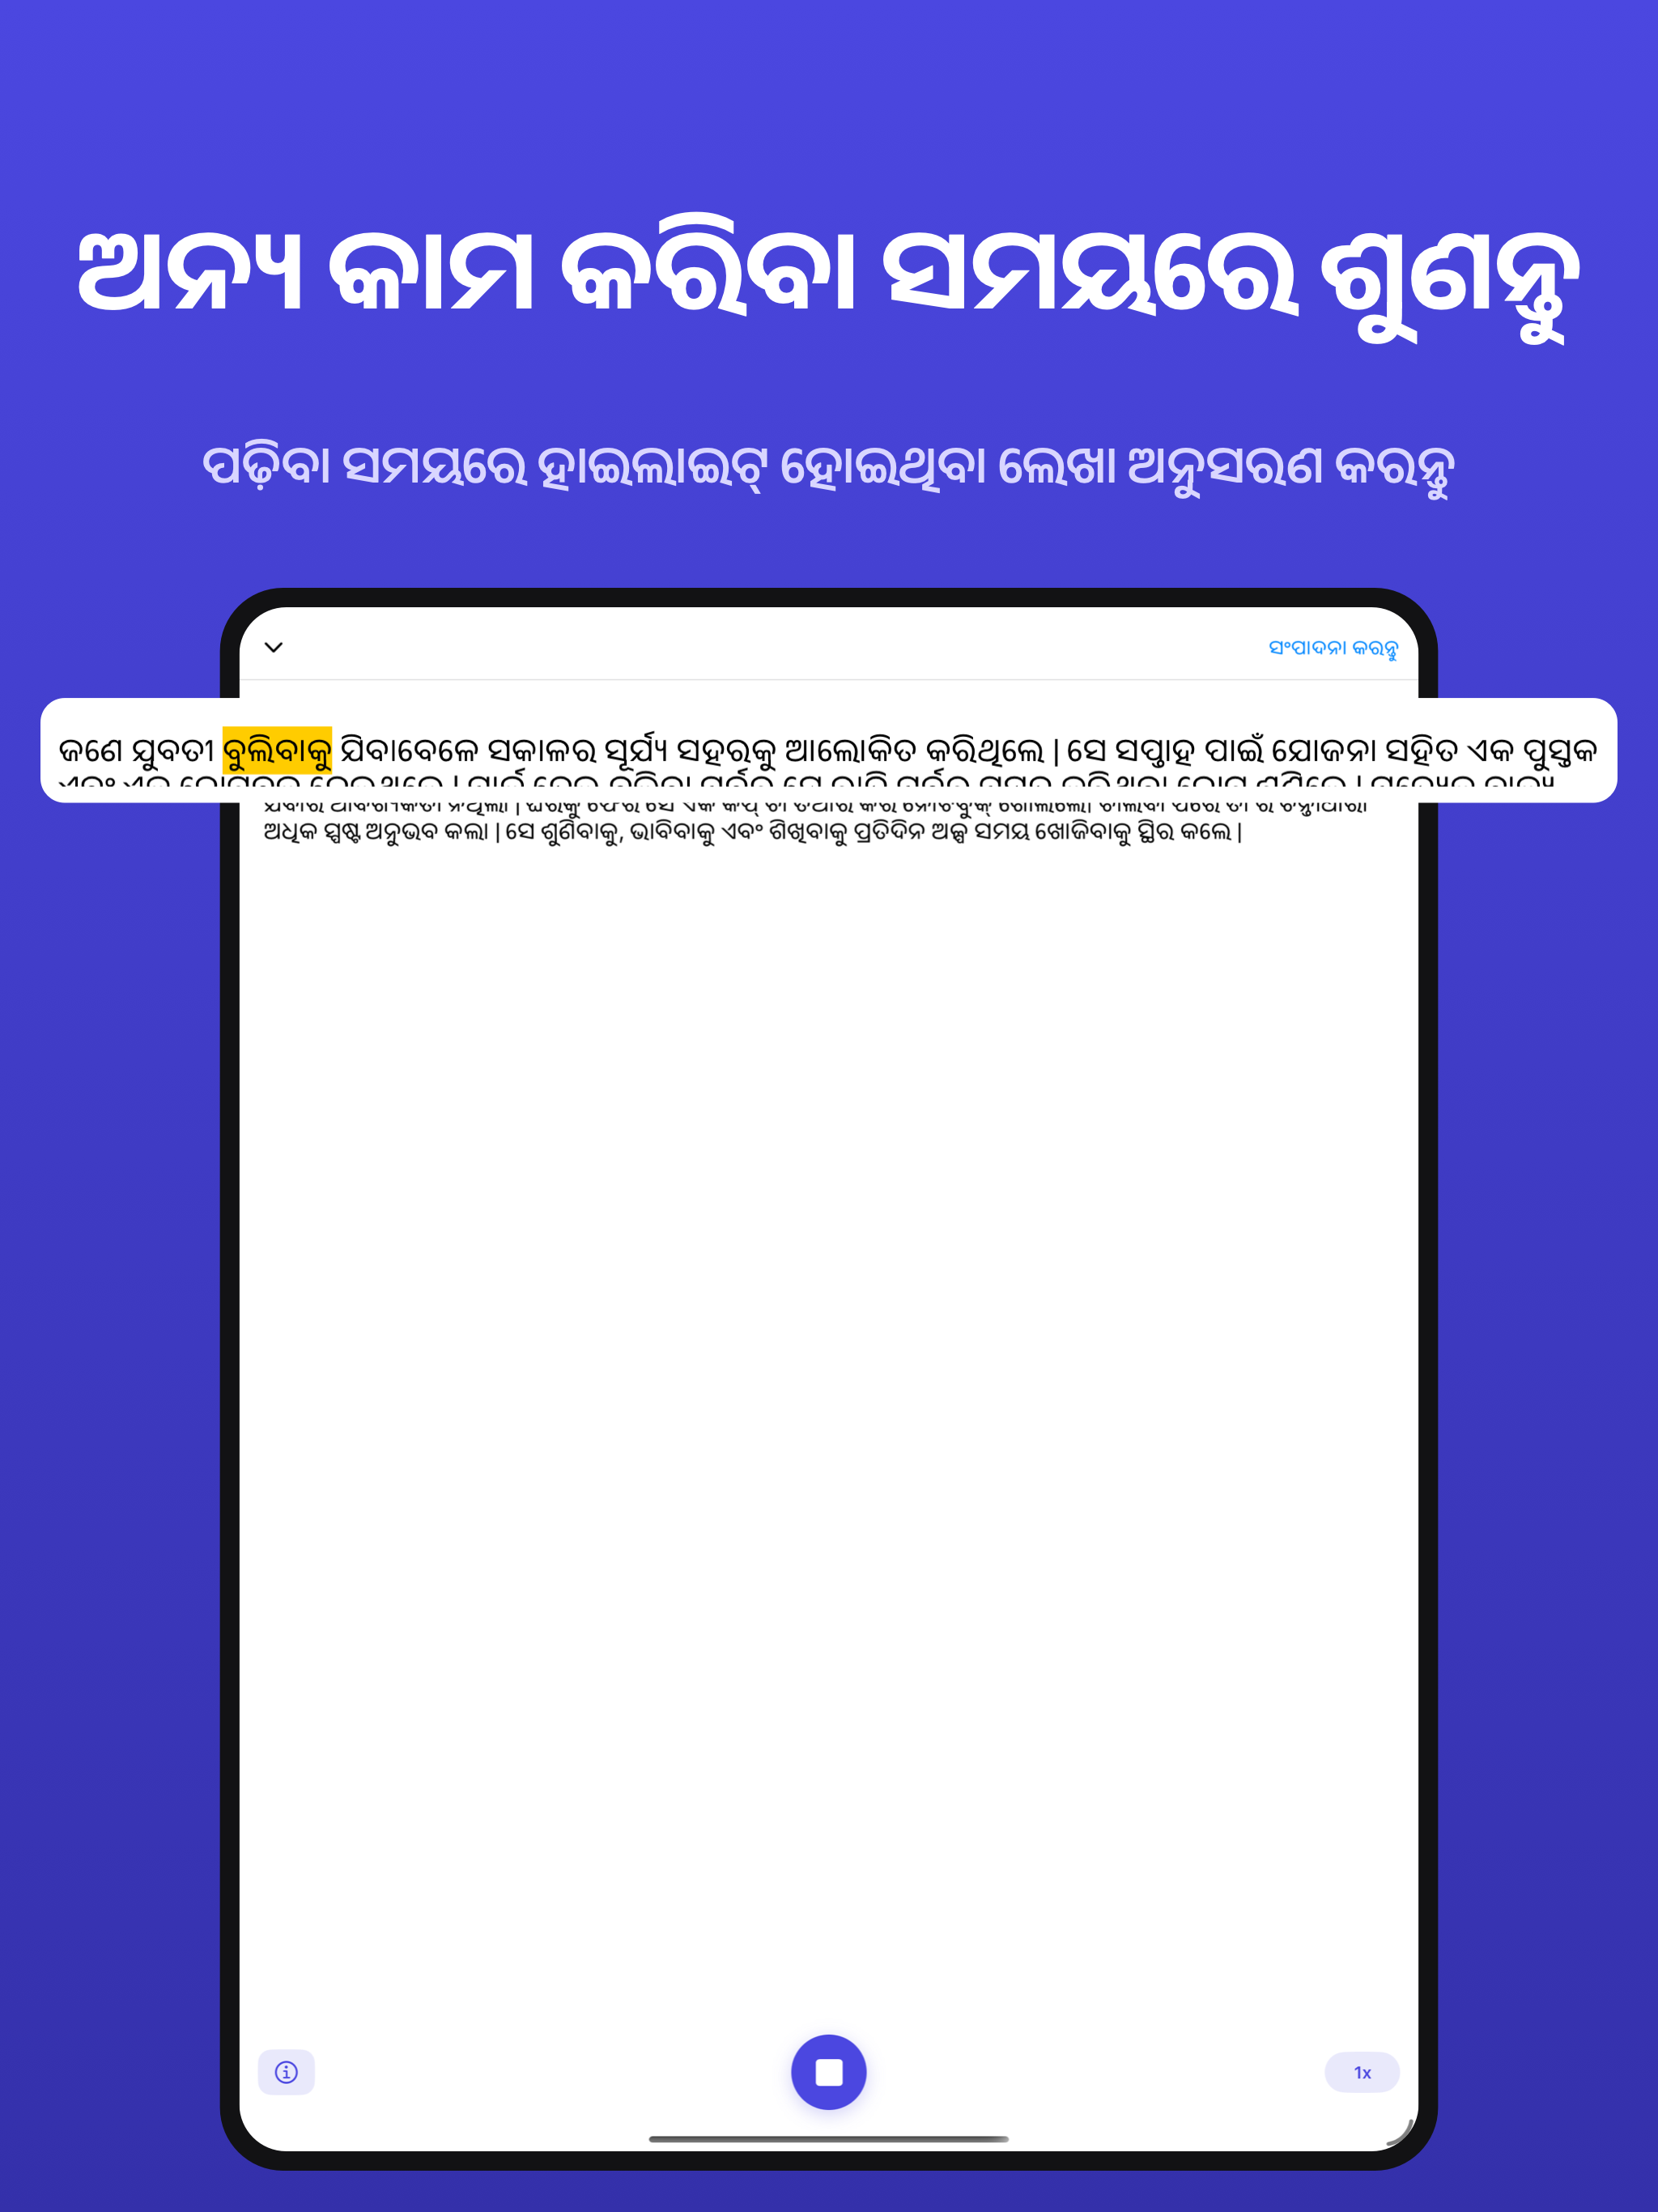 ଅନ୍ୟ କାମ କରିବା ସମୟରେ ଶୁଣନ୍ତୁ
ପଢ଼ିବା ସମୟରେ ହାଇଲାଇଟ୍ ହୋଇଥିବା ଲେଖା ଅନୁସରଣ କରନ୍ତୁ
ସଂପାଦନା କରନ୍ତୁ
ଜଣେ ଯୁବତୀ ବୁଲିବାକୁ ଯିବାବେଳେ ସକାଳର ସୂର୍ଯ୍ୟ ସହରକୁ ଆଲୋକିତ କରିଥିଲେ | ସେ ସପ୍ତାହ ପାଇଁ ଯୋଜନା ସହିତ ଏକ ପୁସ୍ତକ
ଅଧିକ ସ୍ପଷ୍ଟ ଅନୁଭବ କଲା | ସେ ଶୁଣିବାକୁ, ଭାବିବାକୁ ଏବଂ ଶିଖିବାକୁ ପ୍ରତିଦିନ ଅଳ୍ପ ସମୟ ଖୋଜିବାକୁ ସ୍ଥିର କଲେ |
1x